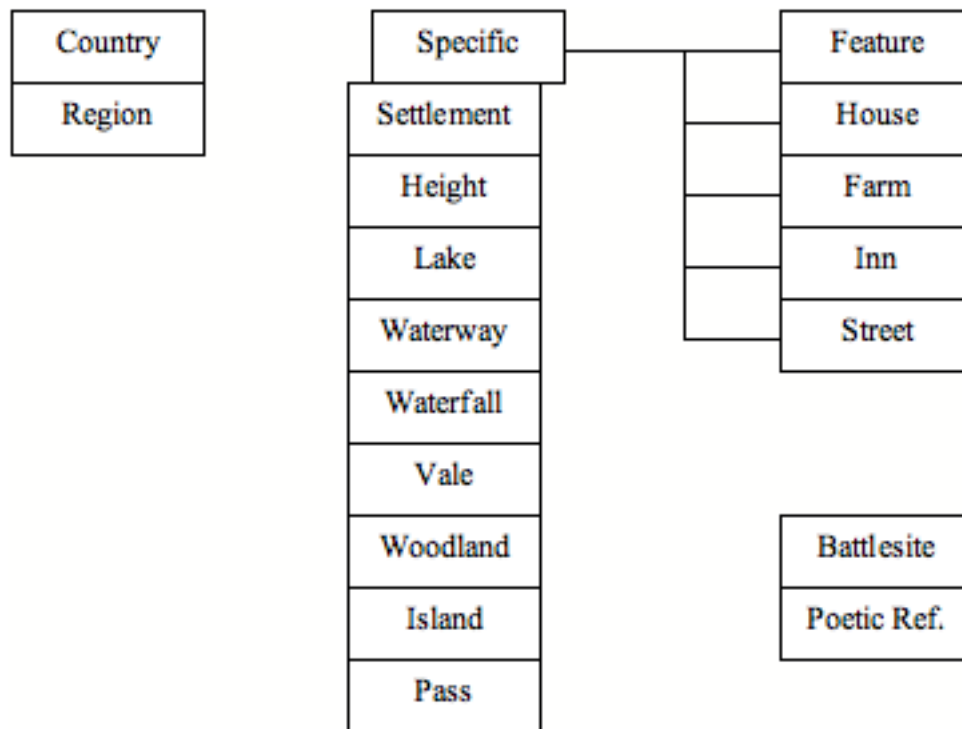 Country
Region
Specific
Settlement
Height
Lake
Waterway
Waterfall
Vale
Woodland
Island
Pass
Feature
House
Farm
Inn
Street
Battlesite
Poetic Ref.